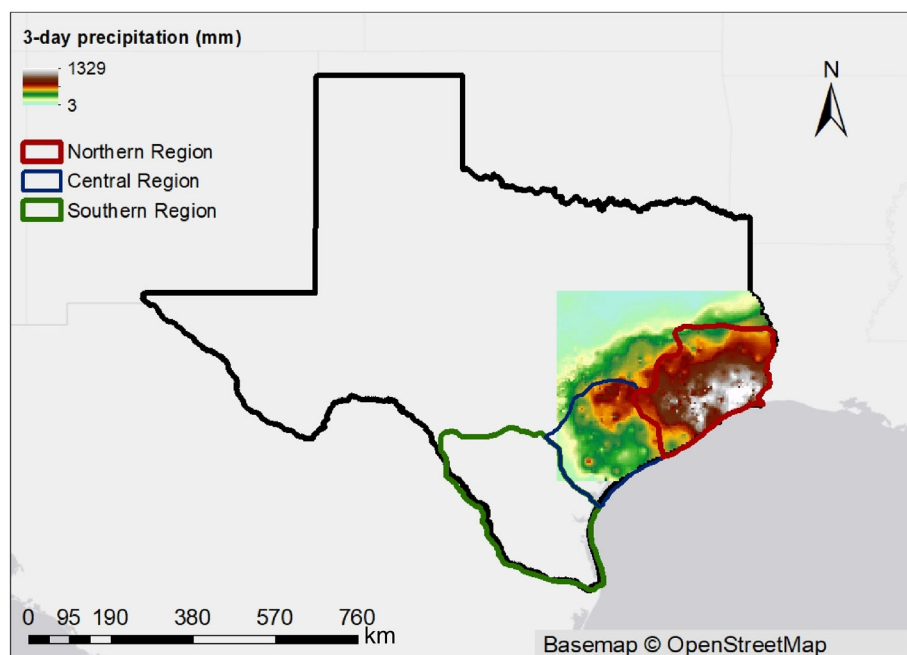 3-day precipitation (mm)
1329
3
N
Northern Region
Central Region
Southern Region
0 95 190 380 570 760
km
Basemap © OpenStreetMap